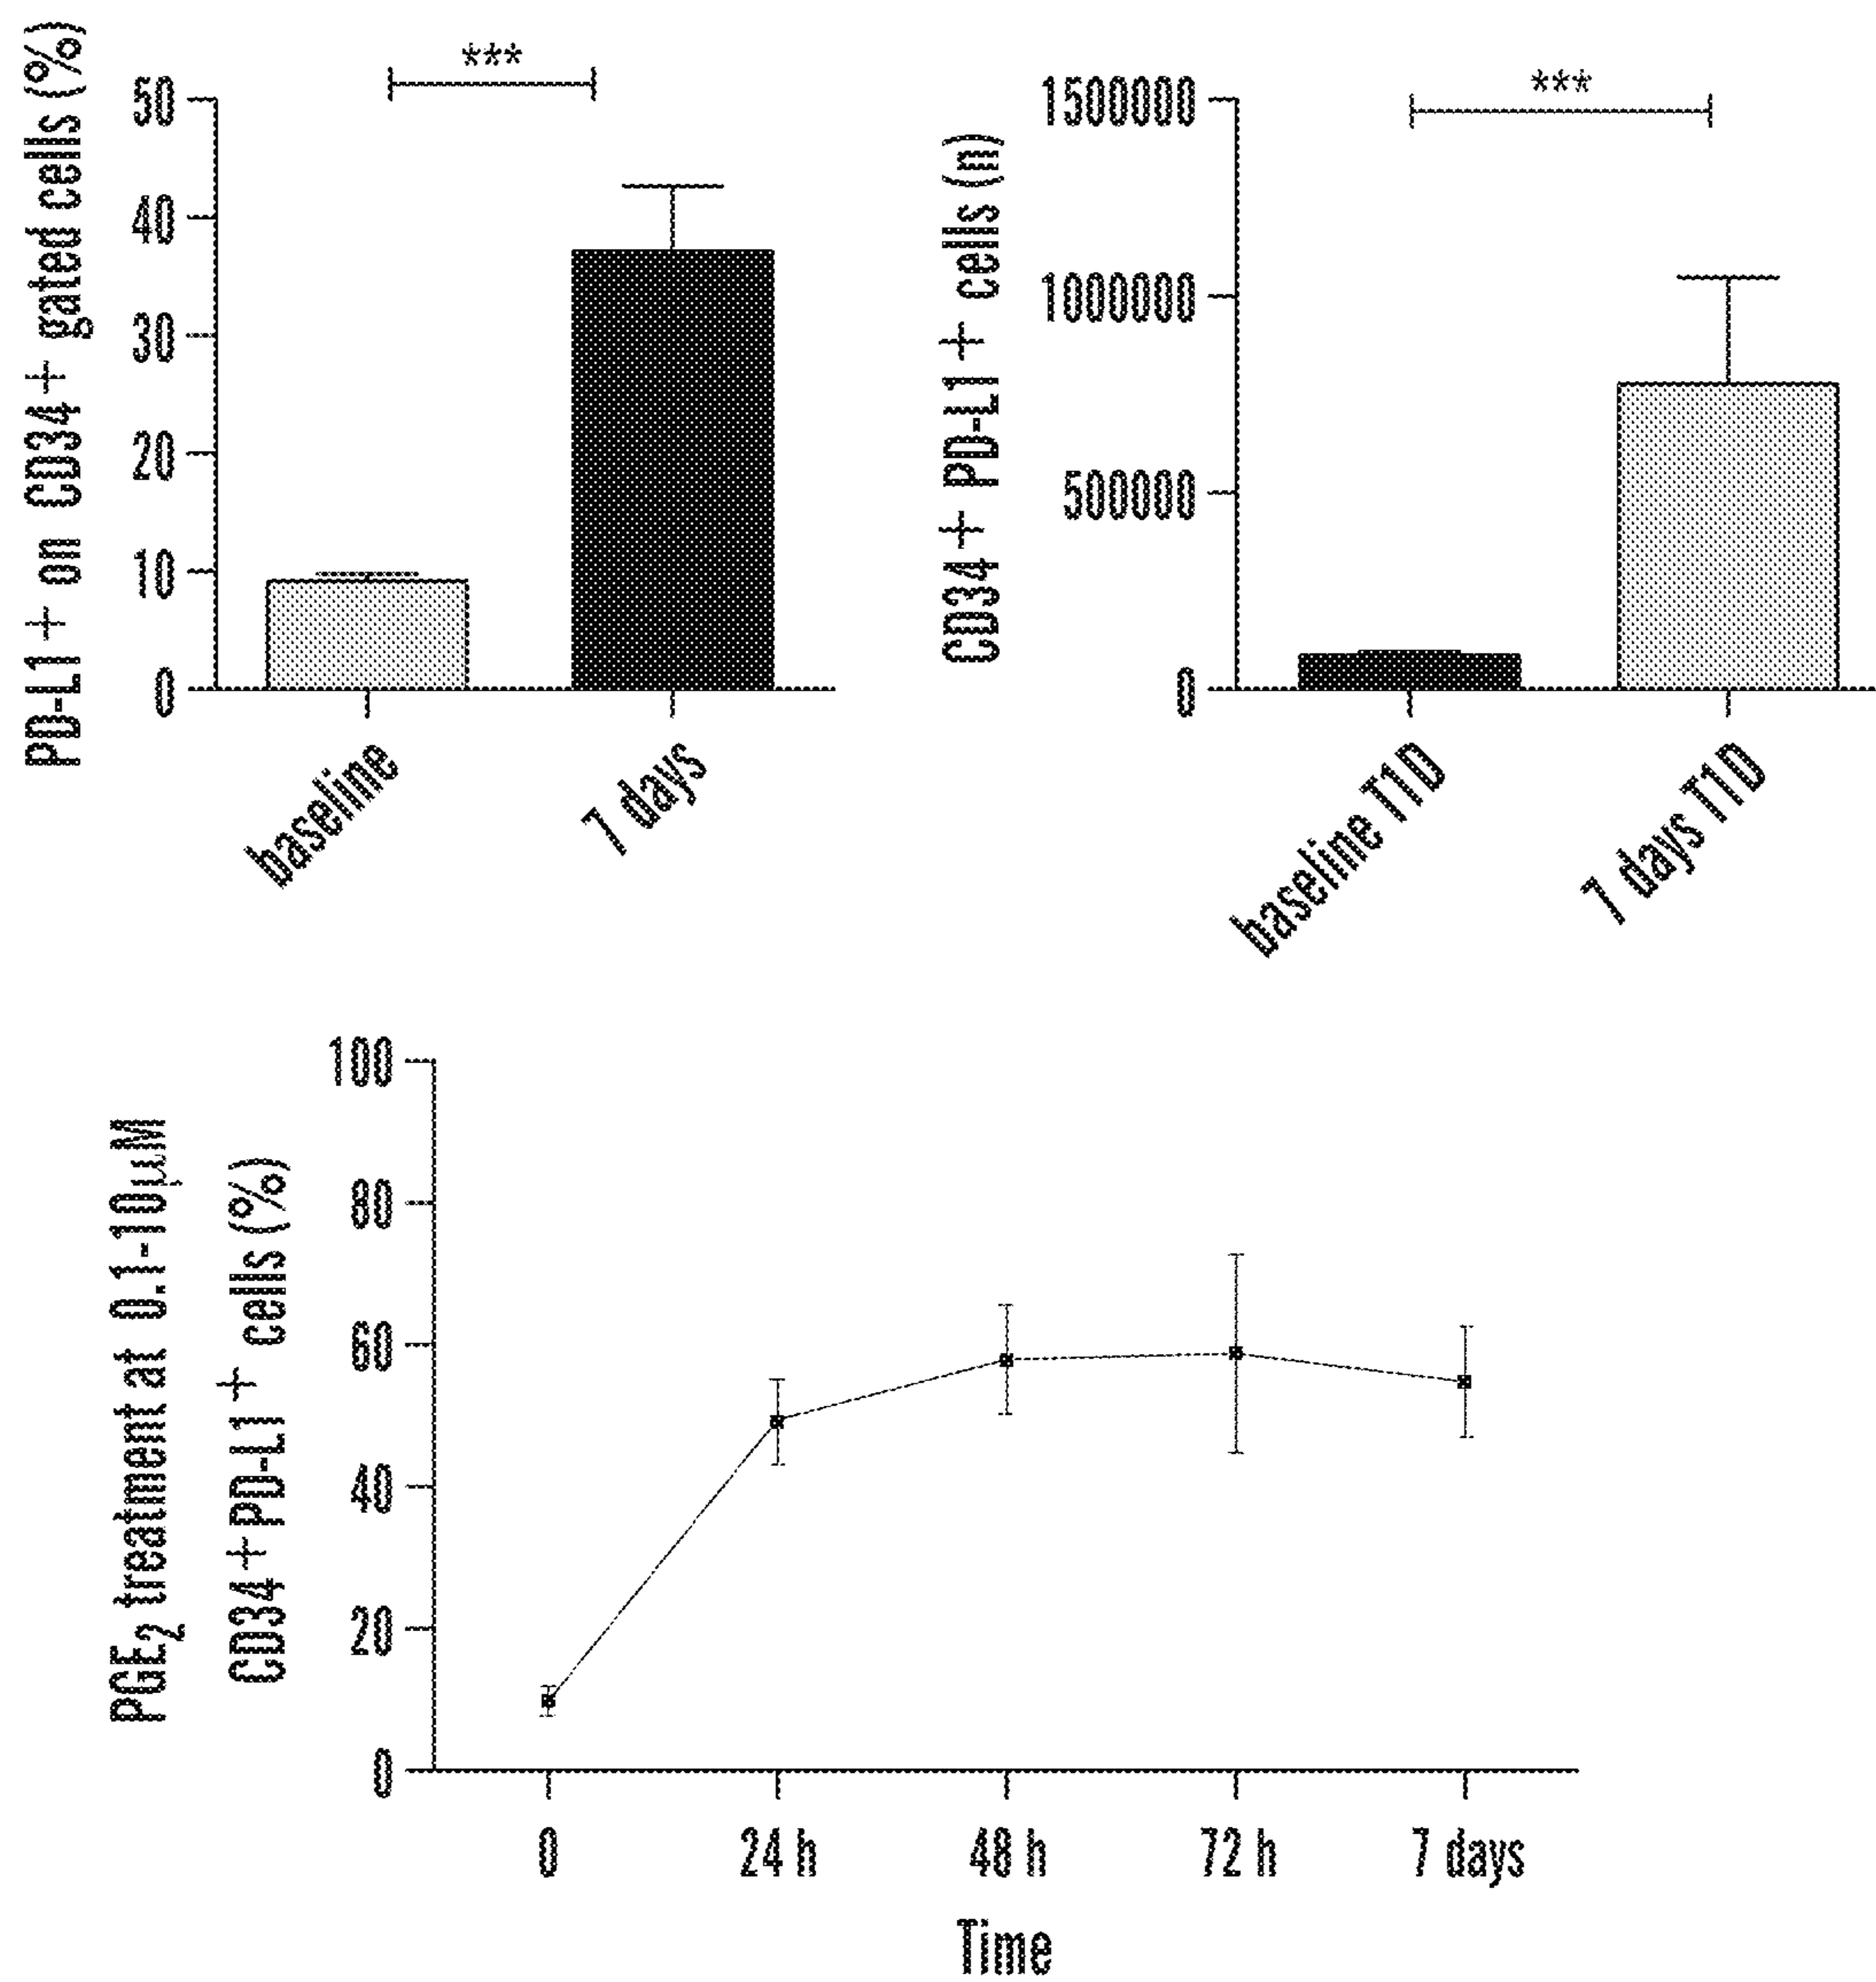 PD-L1+ on CD34+ gated cells (%)
***
50
40
30
20
10
0
baseline
7 days
CD34+ PD-L1+ cells (n)
***
1500000
1000000
500000
0
baseline T1D
7 days T1D
PGE2 treatment at 0.1-10μM
CD34+PD-L1+ cells (%)
100
80
60
40
20
0
0 24 h 48 h 72 h 7 days
Time